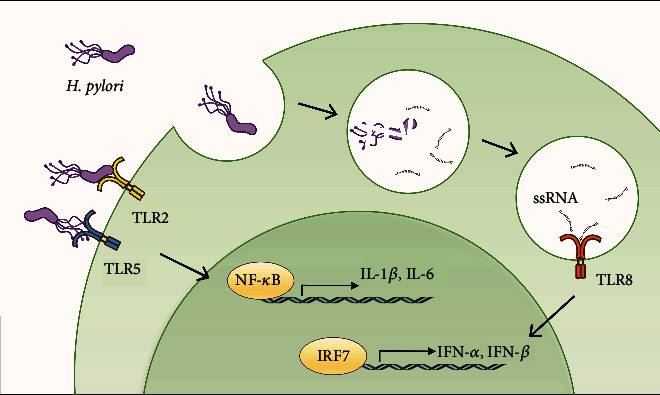 H. pylori
TLR2
TLR5
ssRNA
TLR8
NF-κB
IL-1β, IL-6
IRF7
IFN-α, IFN-β